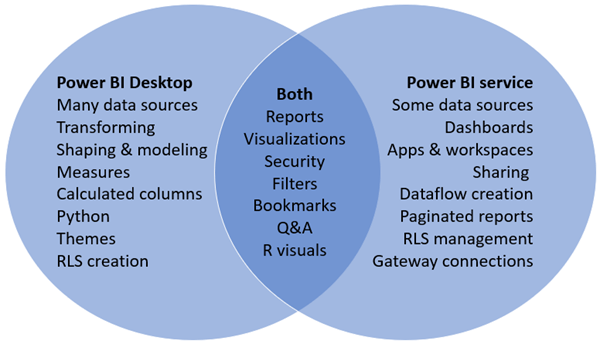 Power BI Desktop
Many data sources
Transforming
Shaping & modeling
Measures
Calculated columns
Python
Themes
RLS creation
Both
Reports
Visualizations
Security
Filters
Bookmarks
Q&A
R visuals
Power BI service
Some data sources
Dashboards
Apps & workspaces
Sharing
Dataflow creation
Paginated reports
RLS management
Gateway connections